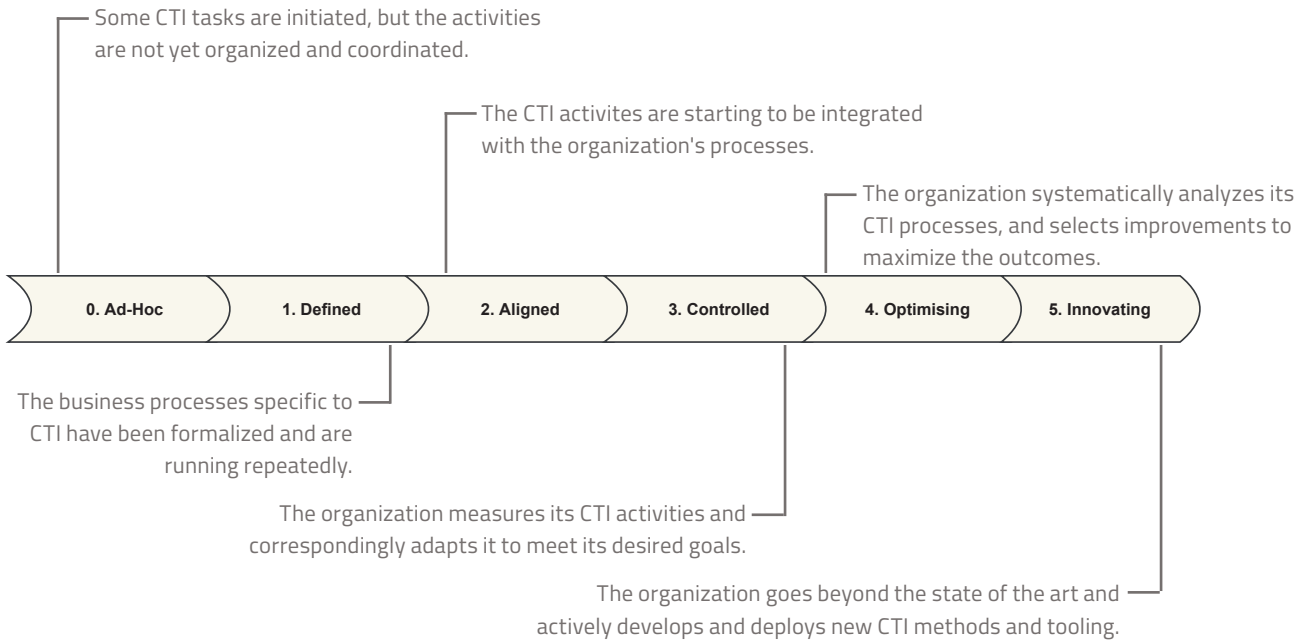 Some CTI tasks are initiated, but the activities
are not yet organized and coordinated.
The CTI activites are starting to be integrated
with the organization's processes.
The organization systematically analyzes its
CTI processes, and selects improvements to
maximize the outcomes.
0. Ad-Hoc
1. Defined
2. Aligned
3. Controlled
4. Optimising
5. Innovating
The business processes specific to
CTI have been formalized and are
running repeatedly.
The organization measures its CTI activities and
correspondingly adapts it to meet its desired goals.
The organization goes beyond the state of the art and
actively develops and deploys new CTI methods and tooling.